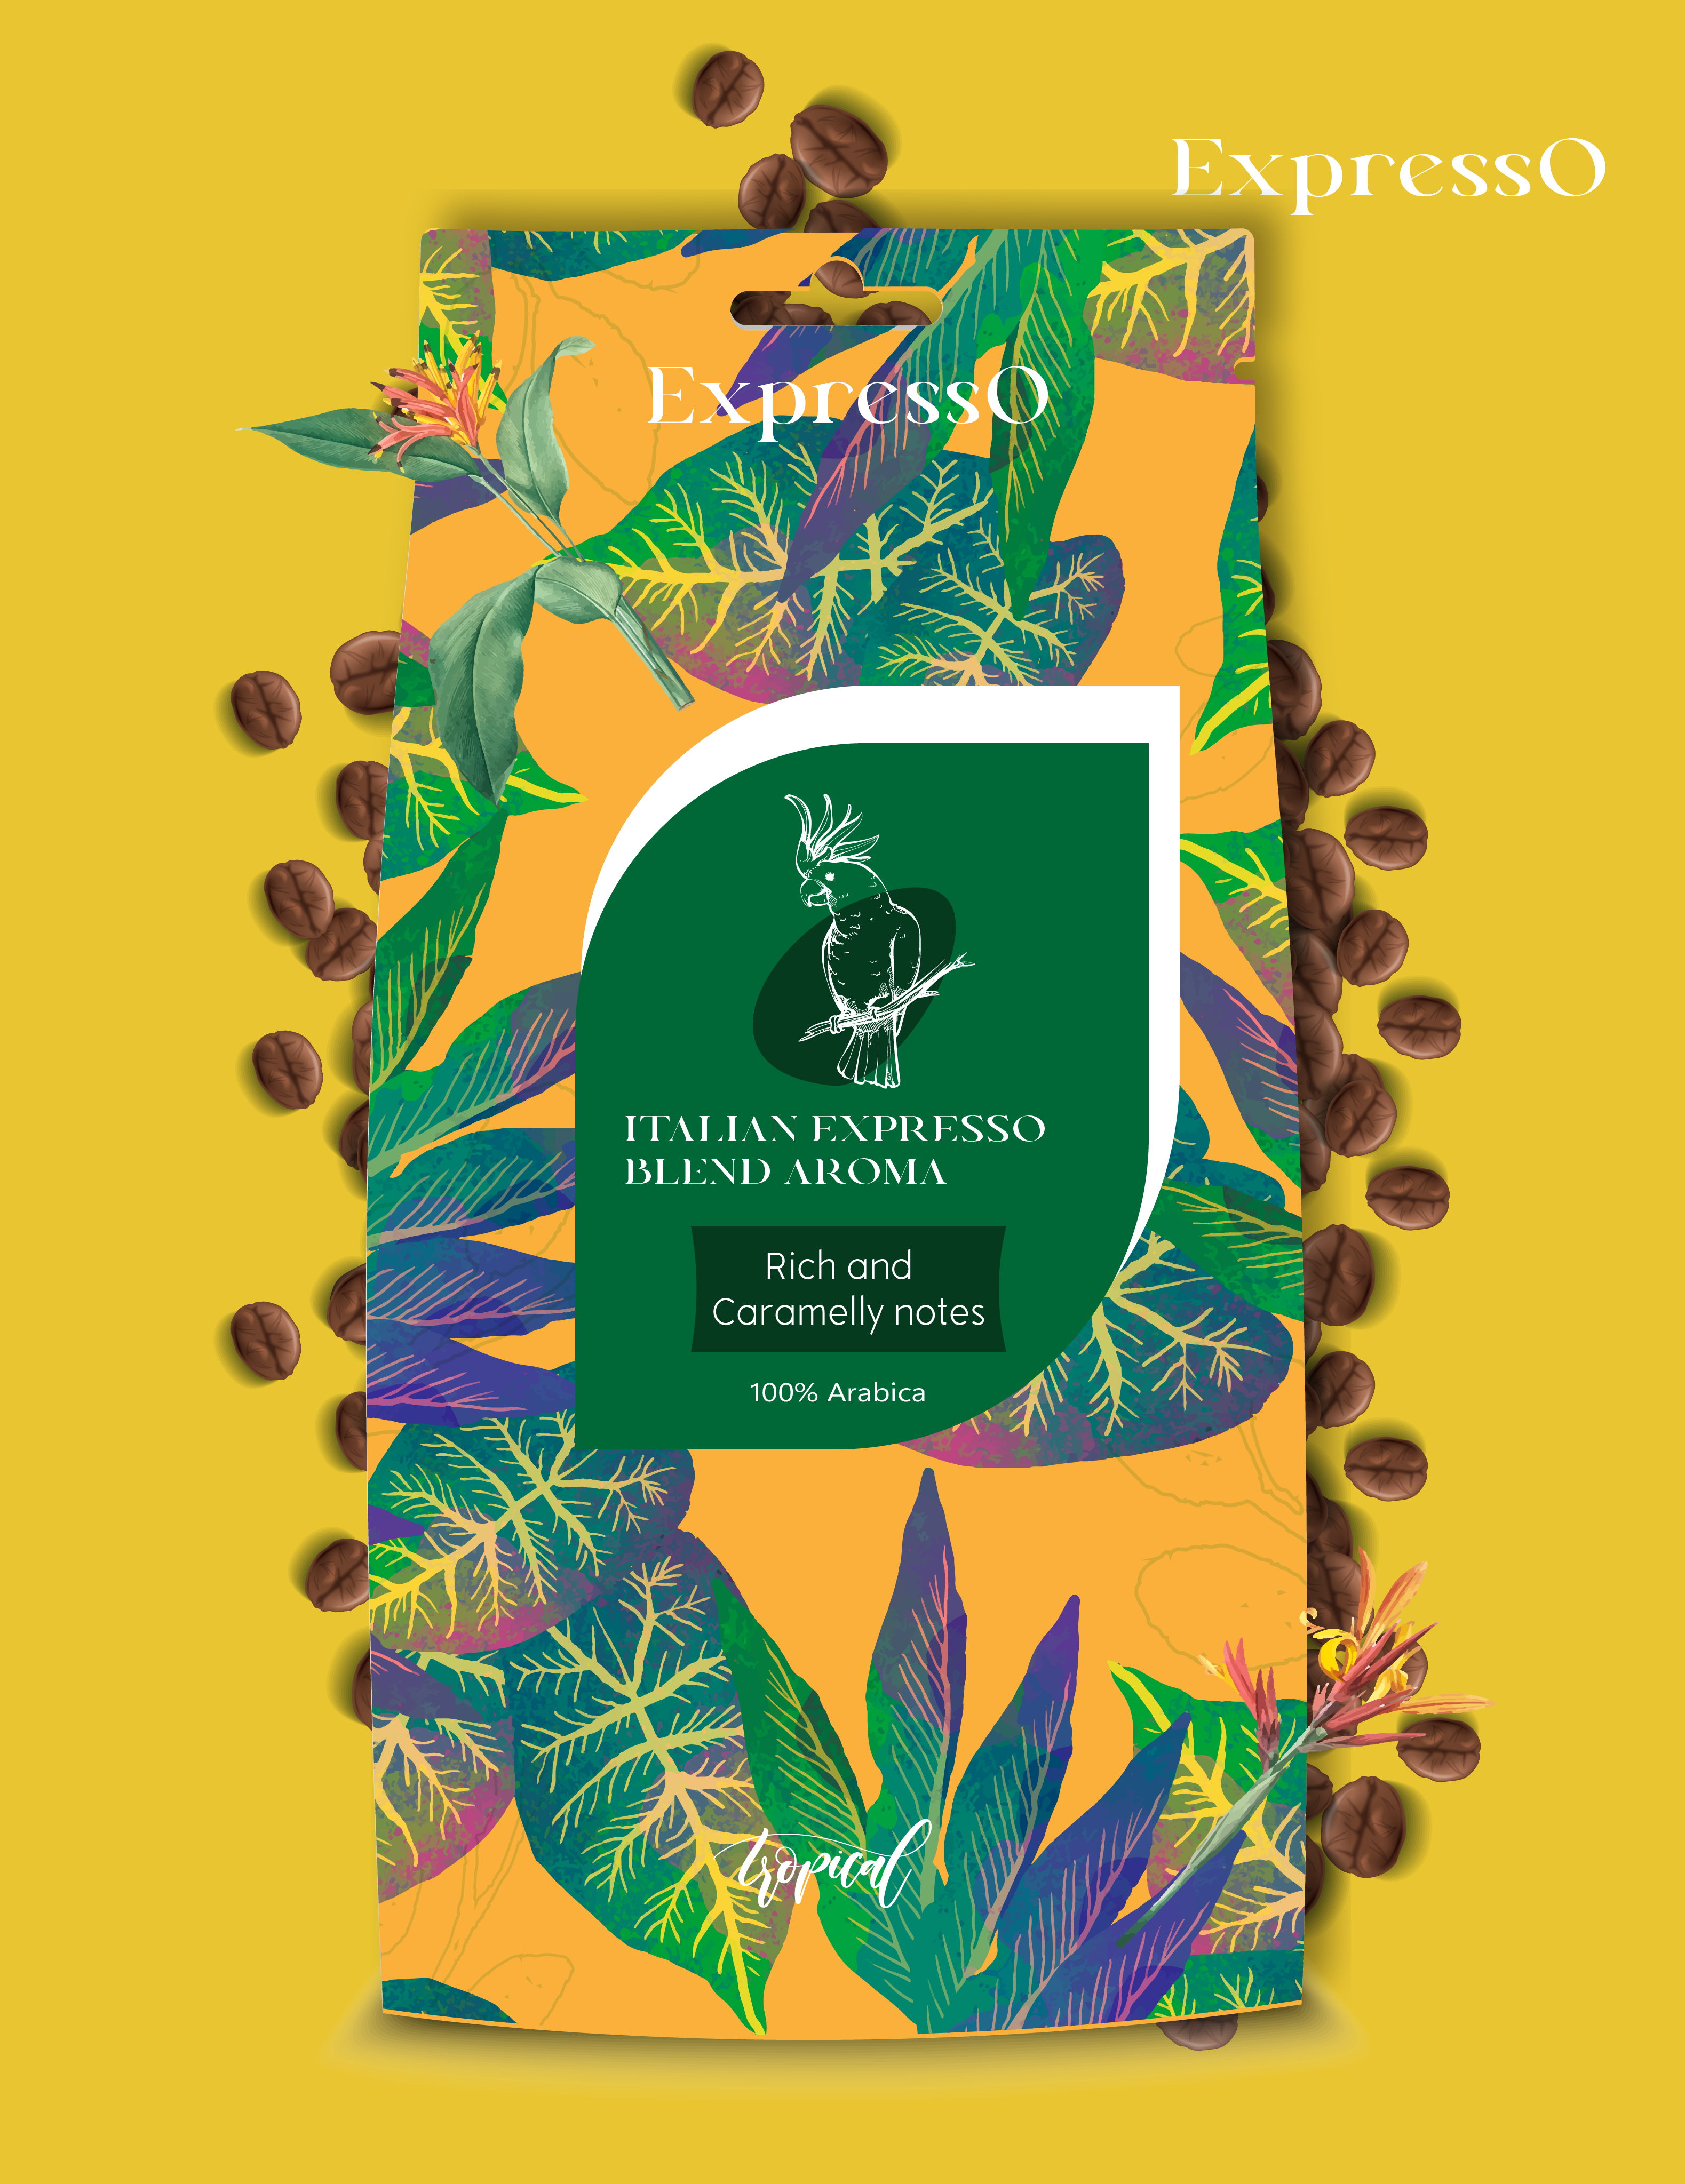 ExpressO
ExpressO
ITALIAN EXPRESSO
BLEND AROMA
Rich and
Caramelly notes
100% Arabica
tropical